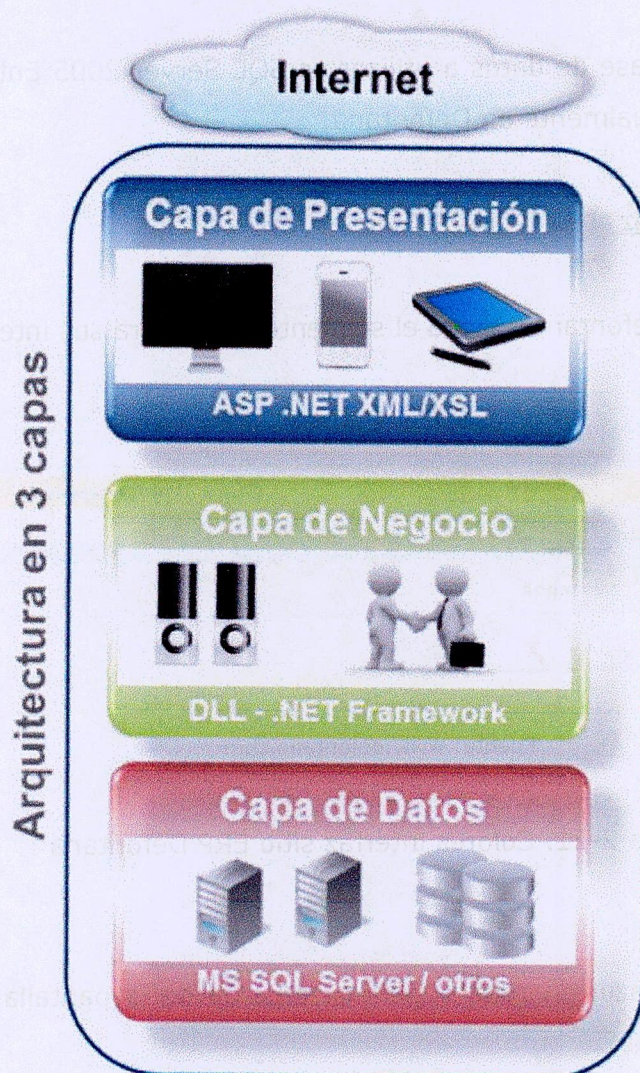 Internet
Arquitectura en 3 capas
Capa de Presentación
ASP .NET XML/XSL
Capa de Negocio
DLL - .NET Framework
Capa de Datos
MS SQL Server / otros